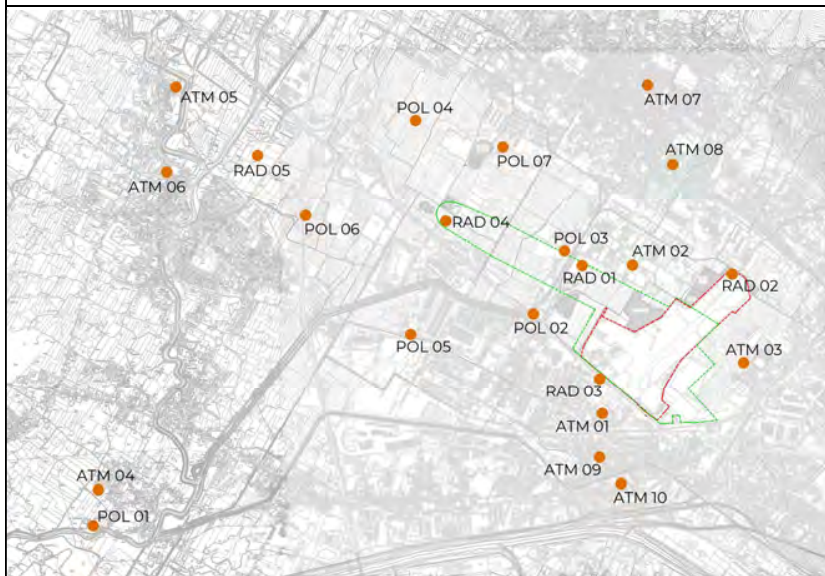 ATM 05
ATM 07
POL 04
POL 07
ATM 08
RAD 05
ATM 06
POL 06
RAD 04
POL 03
ATM 02
RAD 01
RAD 02
POL 02
POL 05
ATM 03
RAD 03
ATM 01
ATM 09
ATM 04
ATM 10
POL 01